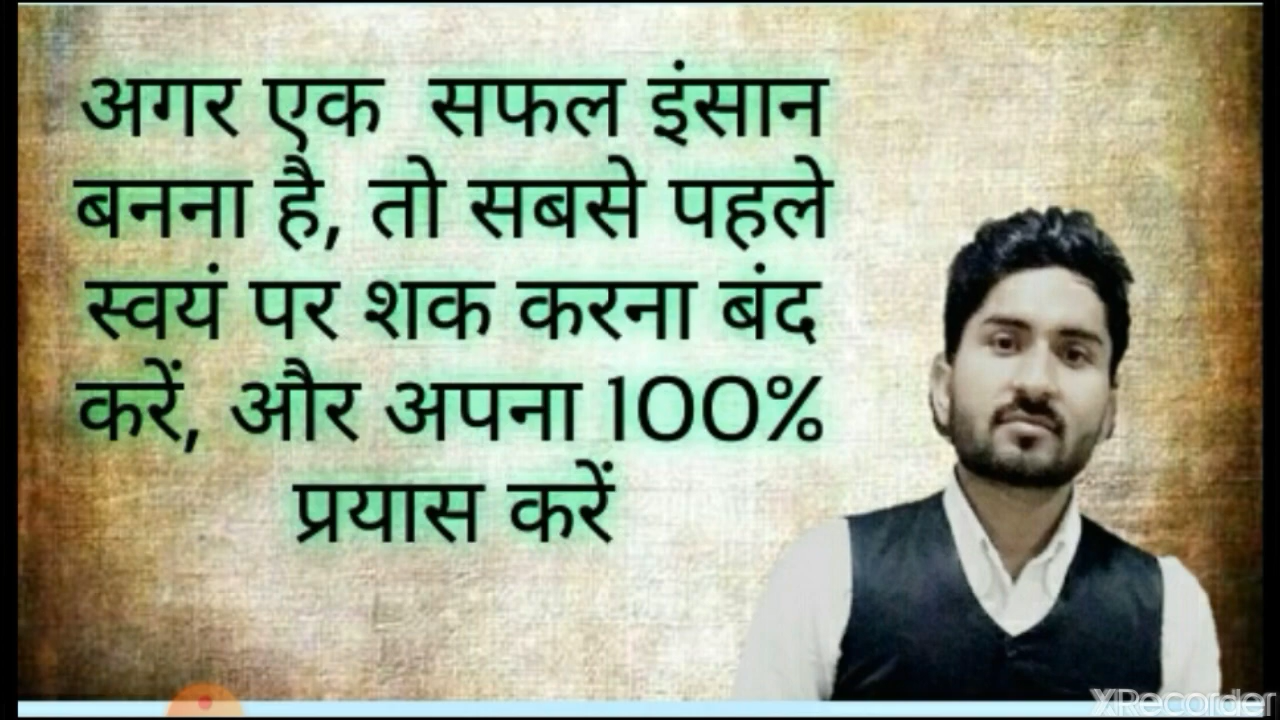 अगर एक सफल इंसान
बनना है, तो सबसे पहले
स्वयं पर शक करना बंद
करें, और अपना 100%
प्रयास करें
XRecorder